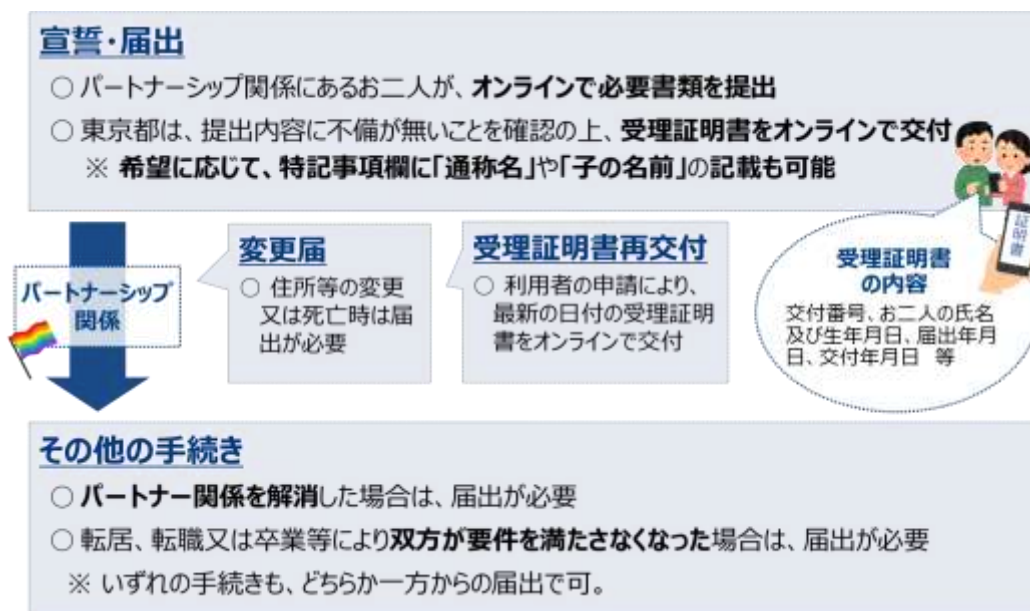 宣誓・届出
○ パートナーシップ関係にあるお二人が、オンラインで必要書類を提出
○ 東京都は、提出内容に不備が無いことを確認の上、受理証明書をオンラインで交付
※ 希望に応じて、特記事項欄に「通称名」や「子の名前」の記載も可能
パートナーシップ
関係
変更届
○ 住所等の変更
又は死亡時は届
出が必要
受理証明書再交付
○ 利用者の申請により、
最新の日付の受理証明
書をオンラインで交付
証明書
受理証明書
の内容
交付番号、お二人の氏名
及び生年月日、届出年月
日、交付年月日 等
その他の手続き
○ パートナー関係を解消した場合は、届出が必要
○ 転居、転職又は卒業等により双方が要件を満たさなくなった場合は、届出が必要
※ いずれの手続きも、どちらか一方からの届出で可。